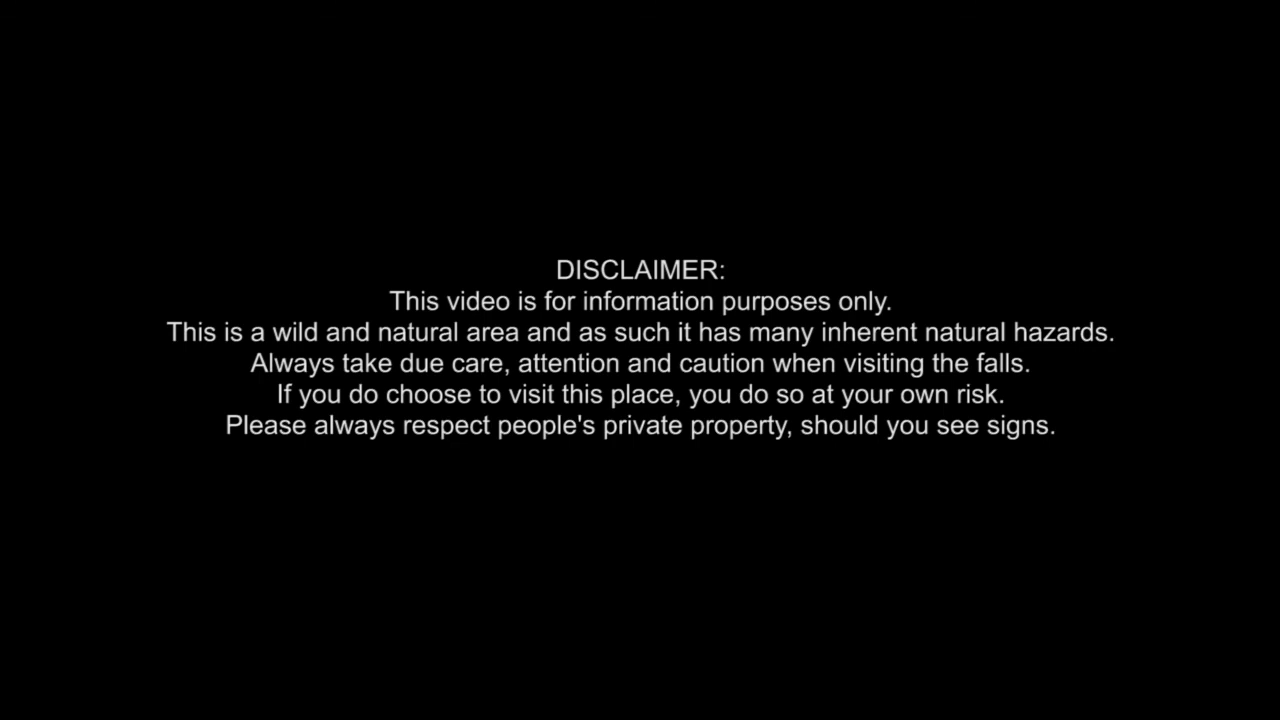 DISCLAIMER:
This video is for information purposes only.
This is a wild and natural area and as such it has many inherent natural hazards.
Always take due care, attention and caution when visiting the falls.
If you do choose to visit this place, you do so at your own risk.
Please always respect people's private property, should you see signs.